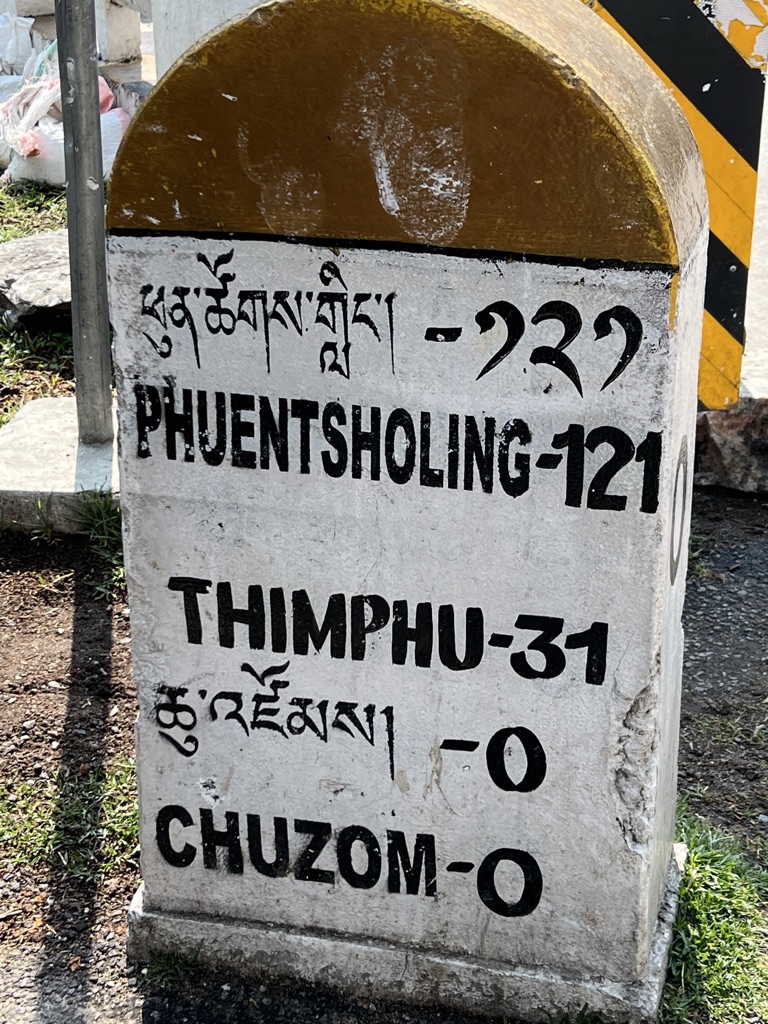 ཕུན་ཚོགས་གླིང་། -༡༢༡
PHUENTSHOLING-121
THIMPHU-31
ཆུ་འཛོམས། -0
CHUZOM-0